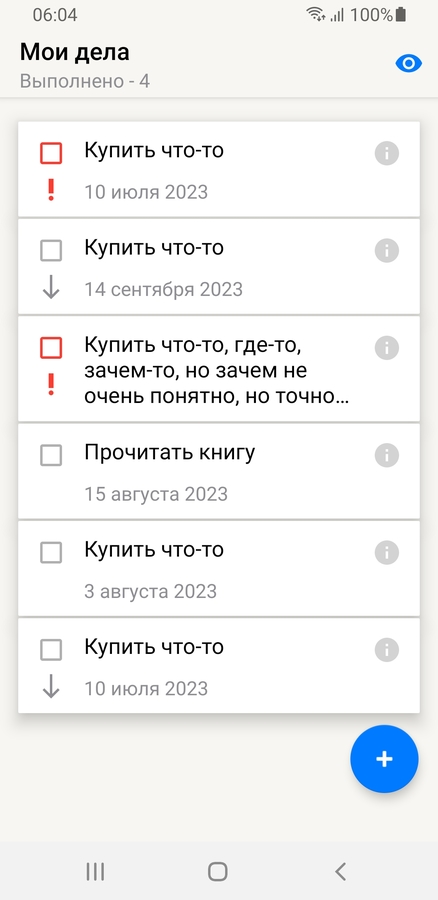 06:04
100%
Мои дела
Выполнено - 4
Купить что-то
10 июля 2023
Купить что-то
14 сентября 2023
Купить что-то, где-то,
зачем-то, но зачем не
очень понятно, но точно...
Прочитать книгу
15 августа 2023
Купить что-то
3 августа 2023
Купить что-то
10 июля 2023